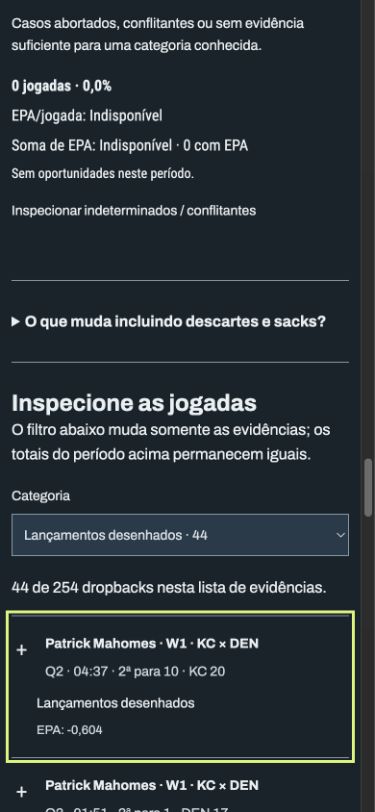 Casos abortados, conflitantes ou sem evidência
suficiente para uma categoria conhecida.
0 jogadas · 0,0%
EPA/jogada: Indisponível
Soma de EPA: Indisponível · 0 com EPA
Sem oportunidades neste período.
Inspecionar indeterminados / conflitantes
▶ O que muda incluindo descartes e sacks?
Inspecione as jogadas
O filtro abaixo muda somente as evidências; os
totais do período acima permanecem iguais.
Categoria
Lançamentos desenhados · 44
44 de 254 dropbacks nesta lista de evidências.
+ Patrick Mahomes · W1 · KC × DEN
Q2 · 04:37 · 2ª para 10 · KC 20
Lançamentos desenhados
EPA: -0,604
+ Patrick Mahomes · W1 · KC × DEN